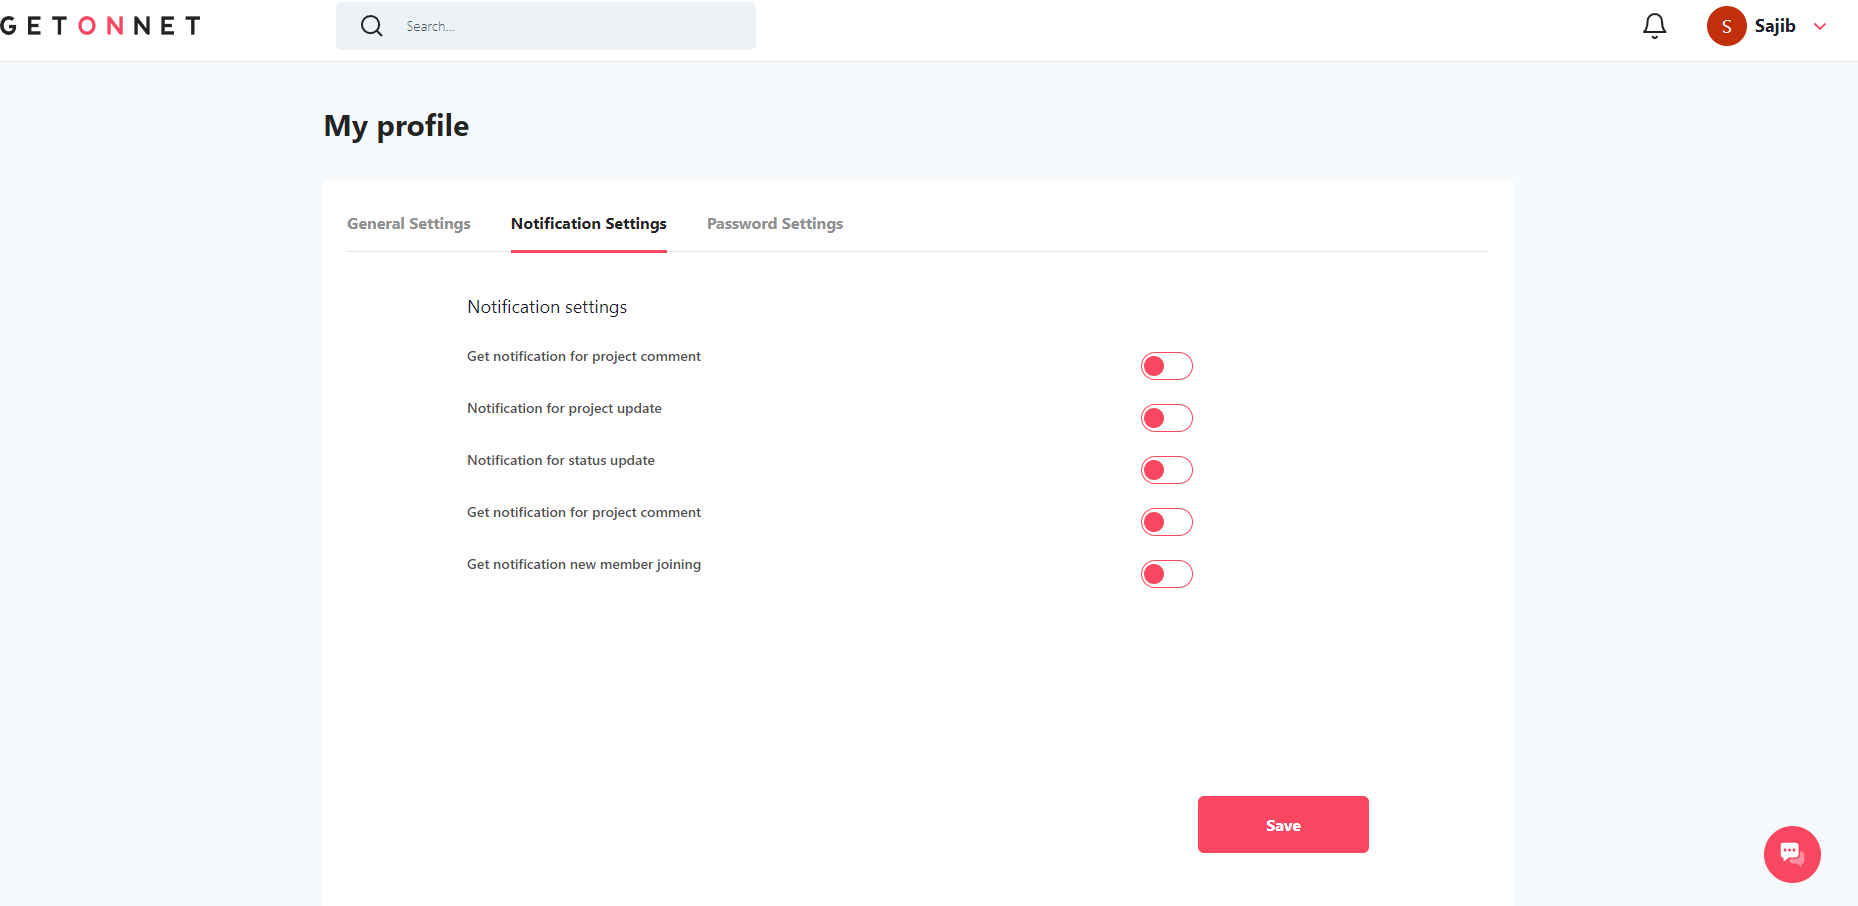 GETONNET
Search...
S
Sajib
My profile
General Settings
Notification Settings
Password Settings
Notification settings
Get notification for project comment
Notification for project update
Notification for status update
Get notification for project comment
Get notification new member joining
Save